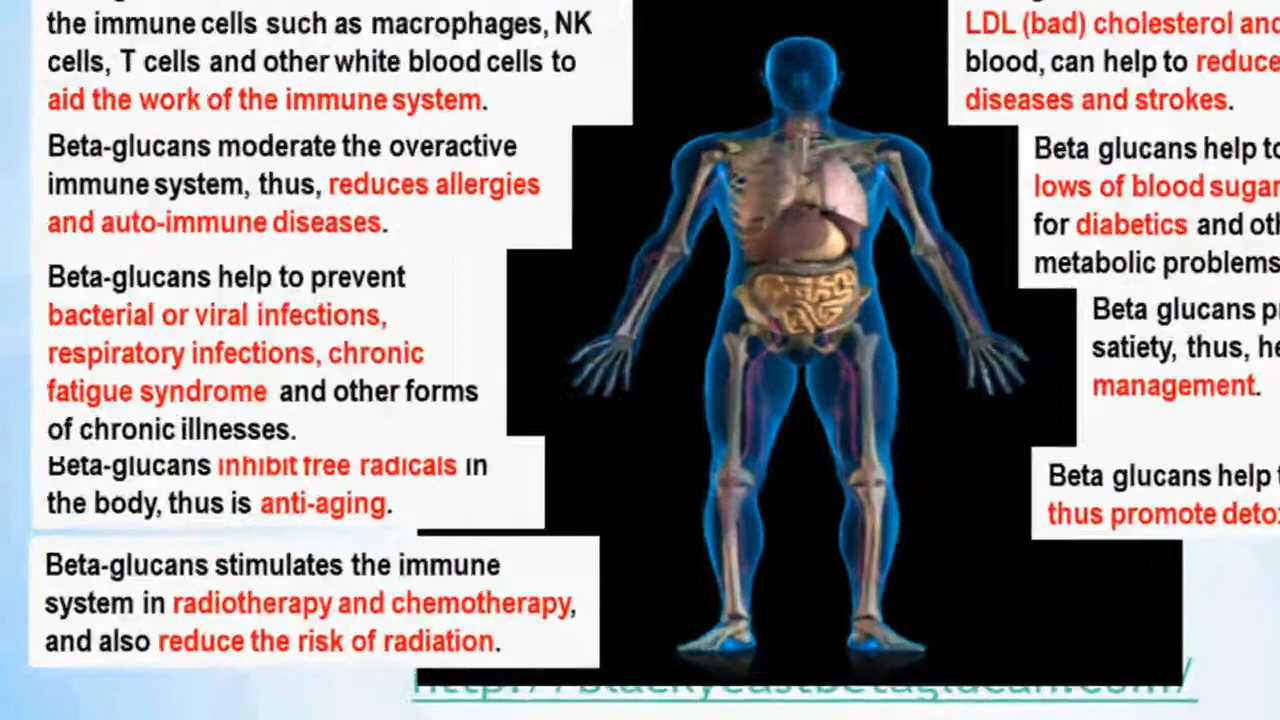 the immune cells such as macrophages, NK
cells, T cells and other white blood cells to
aid the work of the immune system.
Beta-glucans moderate the overactive
immune system, thus, reduces allergies
and auto-immune diseases.
Beta-glucans help to prevent
bacterial or viral infections,
respiratory infections, chronic
fatigue syndrome and other forms
of chronic illnesses.
Beta-glucans inhibit free radicals in
the body, thus is anti-aging.
Beta-glucans stimulates the immune
system in radiotherapy and chemotherapy,
and also reduce the risk of radiation.
LDL (bad) cholesterol and
blood, can help to reduce
diseases and strokes.
Beta glucans help to
lows of blood sugar
for diabetics and oth
metabolic problems
Beta glucans pr
satiety, thus, he
management.
Beta glucans help t
thus promote detox
http://blackyeastbetaglucan.com/